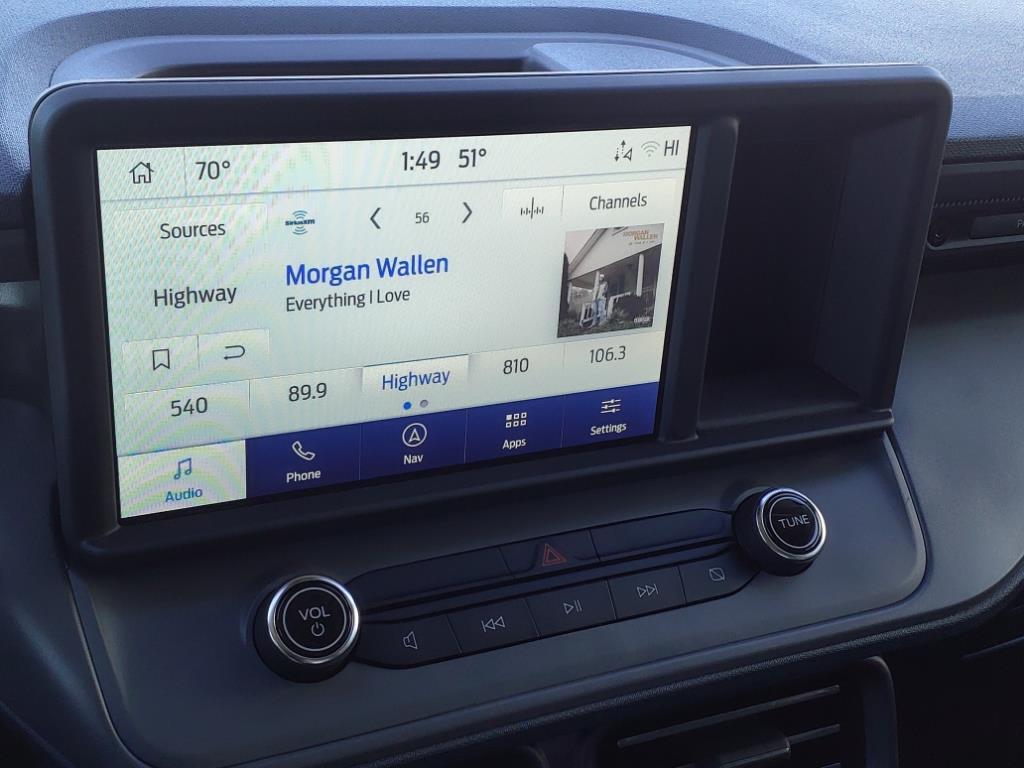 70° 1:49 51° HI
Sources SiriusXM 56 Channels
Highway
Morgan Wallen
Everything I Love
MORGAN
WALLEN
540 89.9 Highway 810 106.3
Audio Phone Nav Apps Settings
VOL TUNE